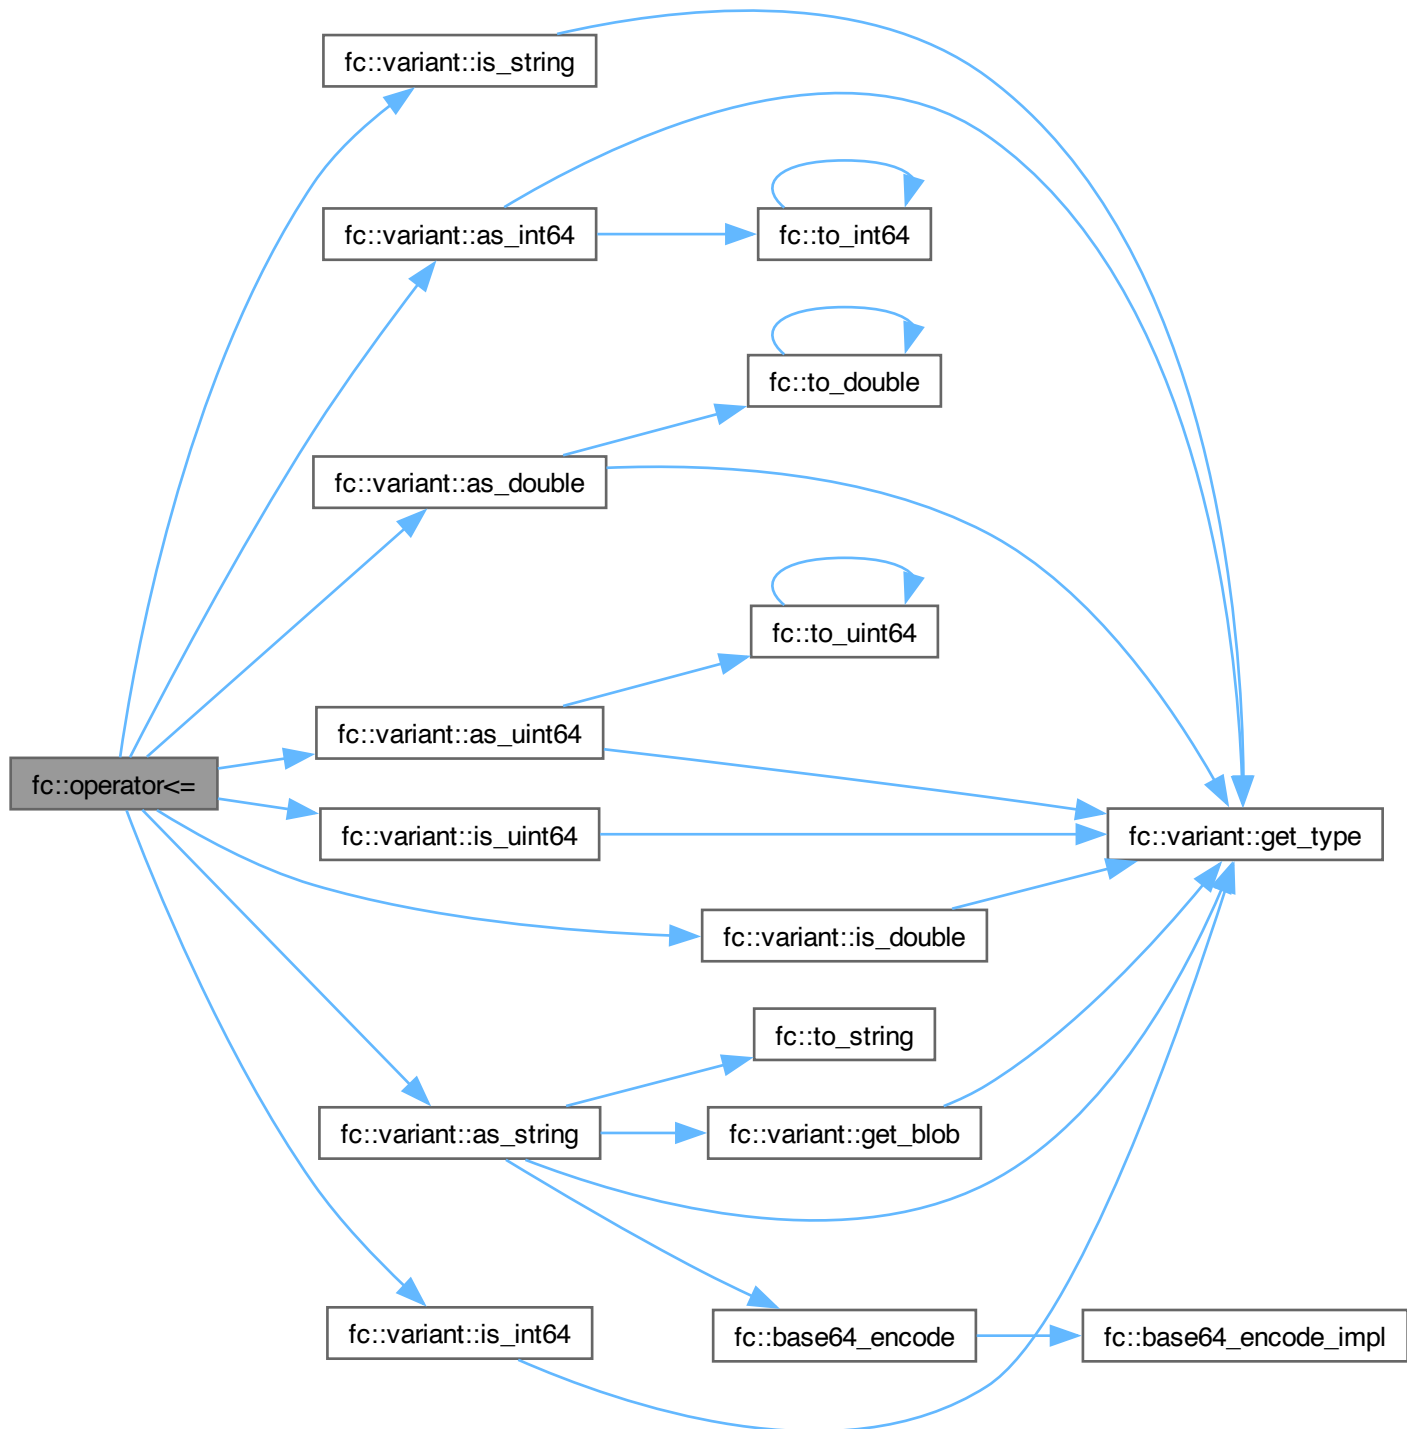 fc::variant::is_string
fc::variant::as_int64
fc::to_int64
fc::to_double
fc::variant::as_double
fc::to_uint64
fc::variant::as_uint64
fc::operator<=
fc::variant::is_uint64
fc::variant::get_type
fc::variant::is_double
fc::to_string
fc::variant::as_string
fc::variant::get_blob
fc::variant::is_int64
fc::base64_encode
fc::base64_encode_impl